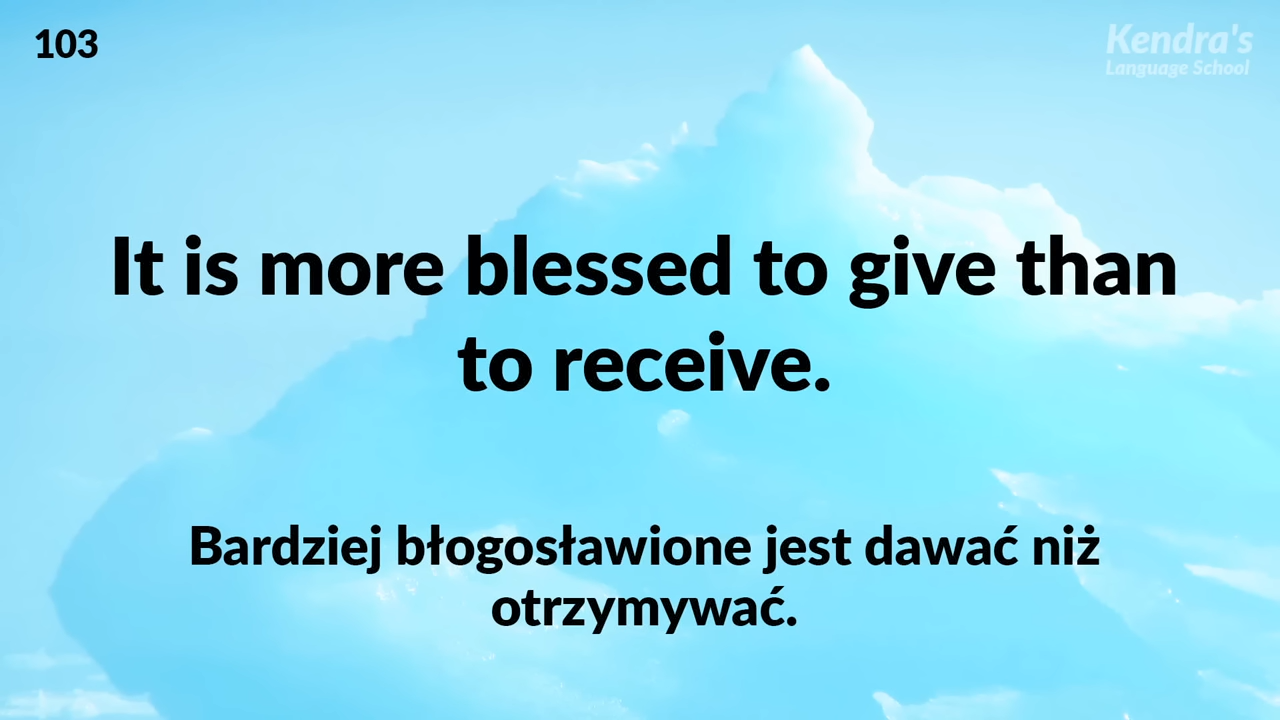 103
Kendra's
Language School
It is more blessed to give than
to receive.
Bardziej błogosławione jest dawać niż
otrzymywać.